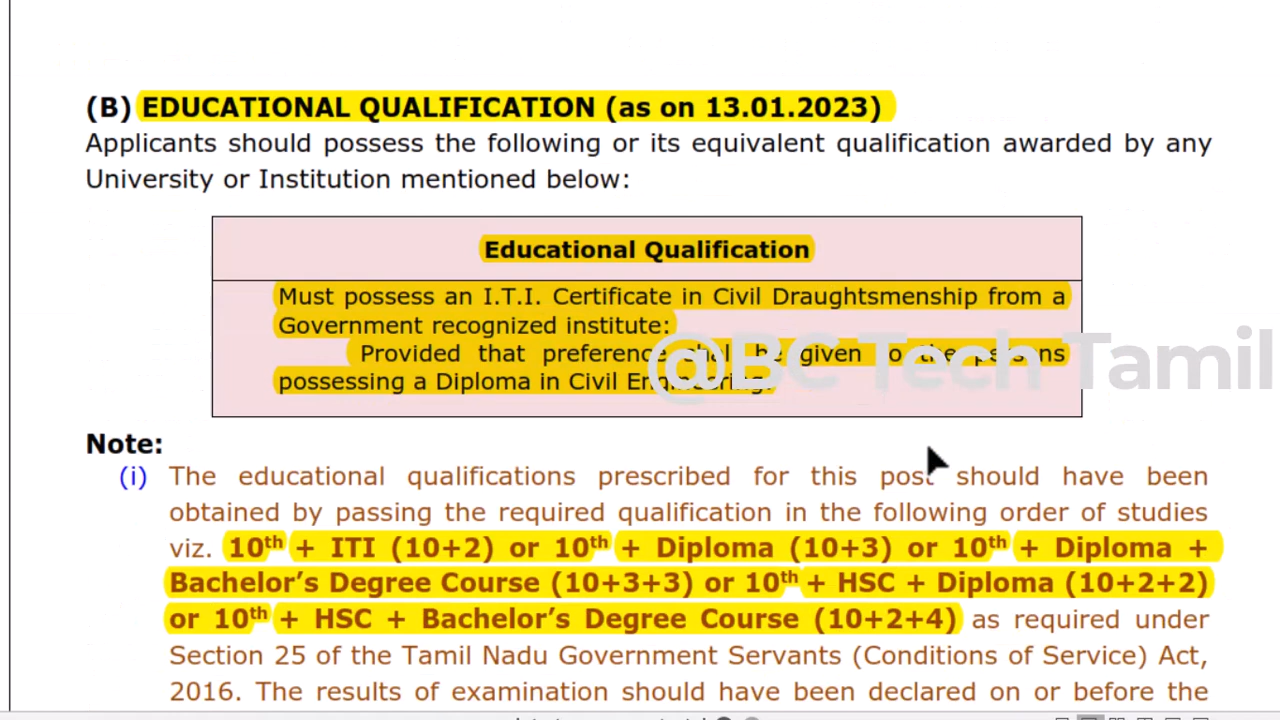 (B) EDUCATIONAL QUALIFICATION (as on 13.01.2023)
Applicants should possess the following or its equivalent qualification awarded by any
University or Institution mentioned below:
Educational Qualification
Must possess an I.T.I. Certificate in Civil Draughtsmenship from a
Government recognized institute:
Provided that preference shall be given to the persons
possessing a Diploma in Civil Engineering.
@BC Tech Tamil
Note:
(i) The educational qualifications prescribed for this post should have been
obtained by passing the required qualification in the following order of studies
viz. 10th + ITI (10+2) or 10th + Diploma (10+3) or 10th + Diploma +
Bachelor’s Degree Course (10+3+3) or 10th + HSC + Diploma (10+2+2)
or 10th + HSC + Bachelor’s Degree Course (10+2+4) as required under
Section 25 of the Tamil Nadu Government Servants (Conditions of Service) Act,
2016. The results of examination should have been declared on or before the